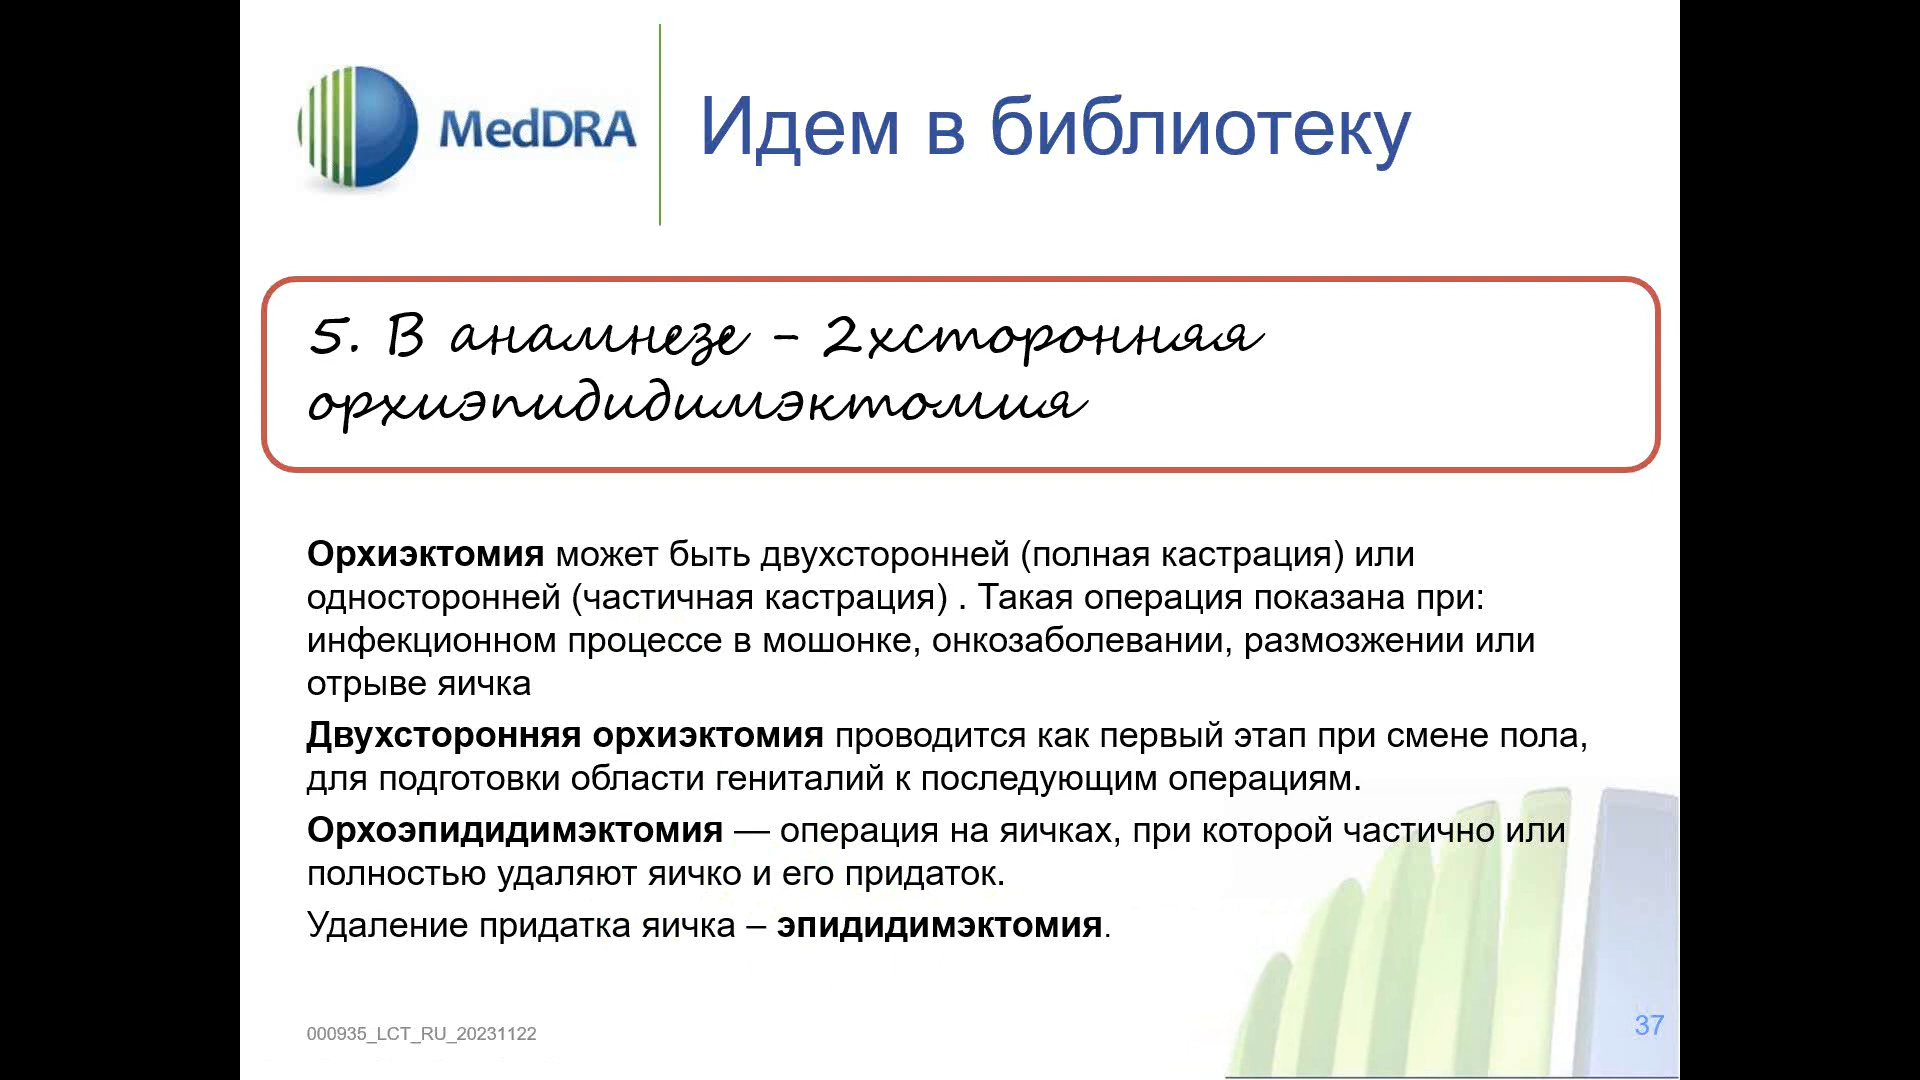 MedDRA
Идем в библиотеку
5. В анамнезе - 2хсторонняя
орхиэпидидимэктомия
Орхиэктомия может быть двухсторонней (полная кастрация) или
односторонней (частичная кастрация) . Такая операция показана при:
инфекционном процессе в мошонке, онкозаболевании, размозжении или
отрыве яичка
Двухсторонняя орхиэктомия проводится как первый этап при смене пола,
для подготовки области гениталий к последующим операциям.
Орхоэпидидимэктомия — операция на яичках, при которой частично или
полностью удаляют яичко и его придаток.
Удаление придатка яичка – эпидидимэктомия.
000935_LCT_RU_20231122
37